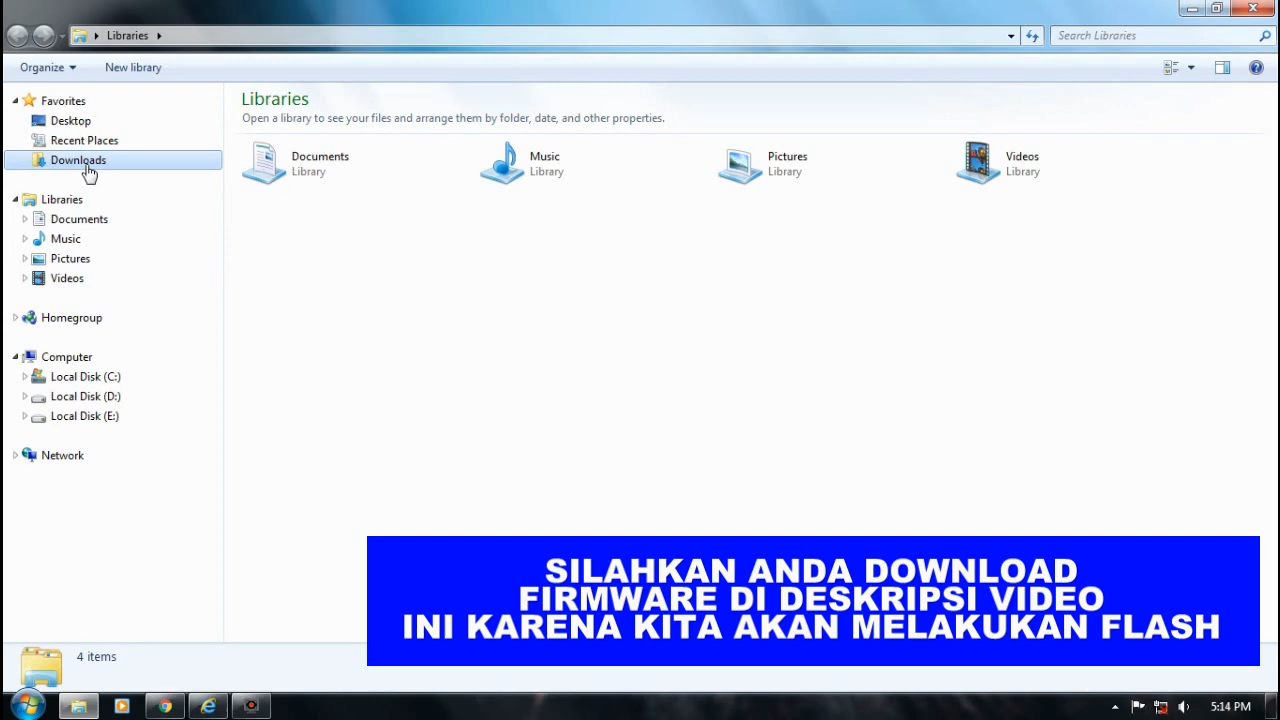 Libraries
Search Libraries
Organize
New library
Favorites
Desktop
Recent Places
Downloads
Libraries
Documents
Music
Pictures
Videos
Homegroup
Computer
Local Disk (C:)
Local Disk (D:)
Local Disk (E:)
Network
Libraries
Open a library to see your files and arrange them by folder, date, and other properties.
Documents
Library
Music
Library
Pictures
Library
Videos
Library
SILAHKAN ANDA DOWNLOAD
FIRMWARE DI DESKRIPSI VIDEO
INI KARENA KITA AKAN MELAKUKAN FLASH
4 items
5:14 PM